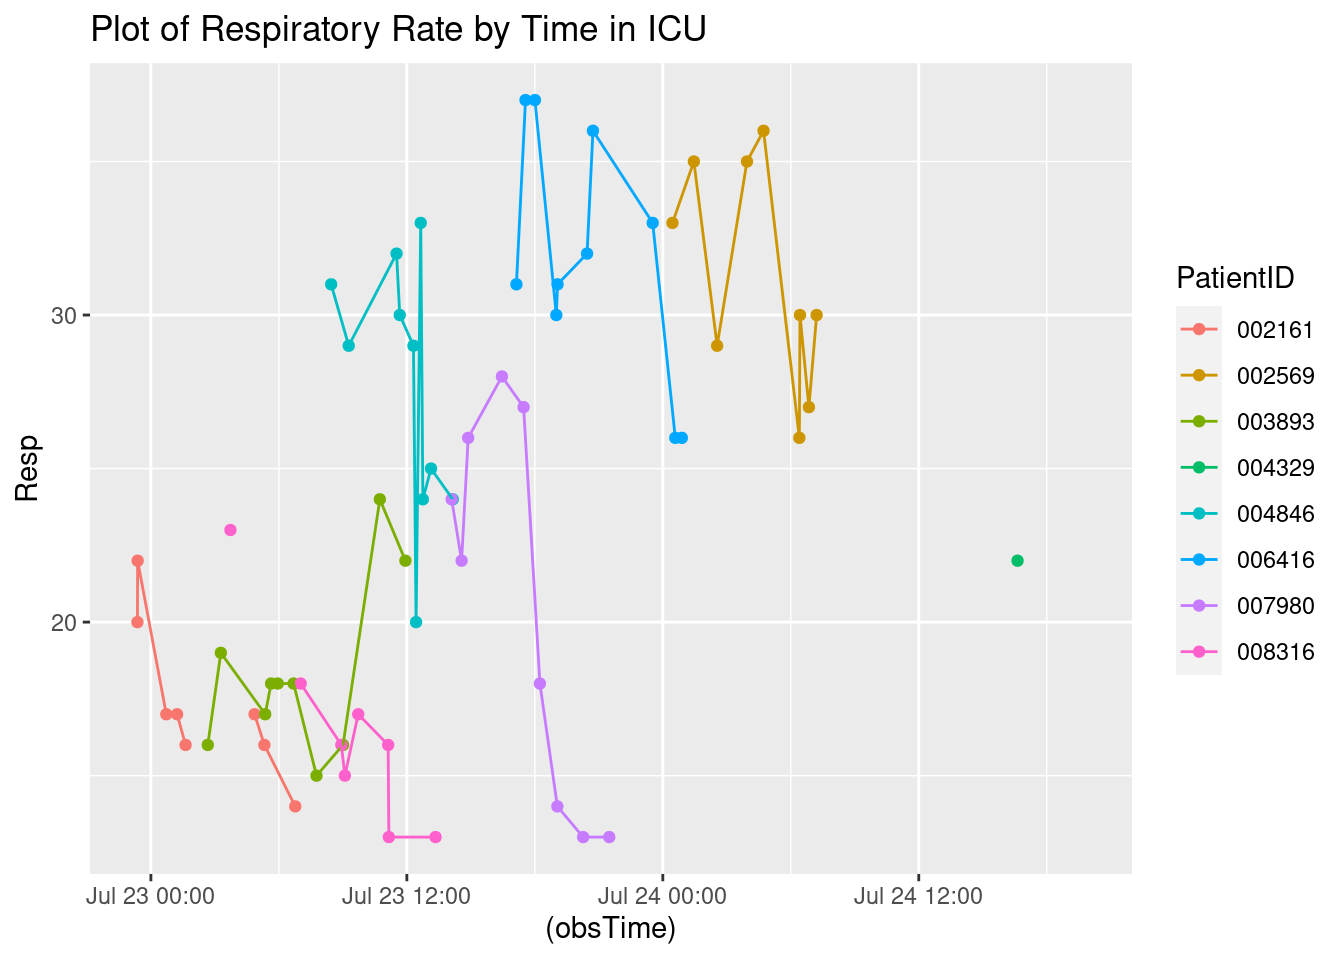 Plot of Respiratory Rate by Time in ICU
Resp
30
20
Jul 23 00:00
Jul 23 12:00
Jul 24 00:00
Jul 24 12:00
(obsTime)
PatientID
002161
002569
003893
004329
004846
006416
007980
008316